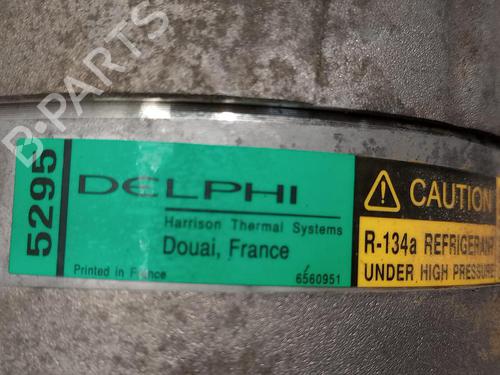 B-PARTS
5295
DELPHI
Harrison Thermal Systems
Douai, France
Printed in France
6560951
CAUTION
R-134a REFRIGERANT
UNDER HIGH PRESSURE